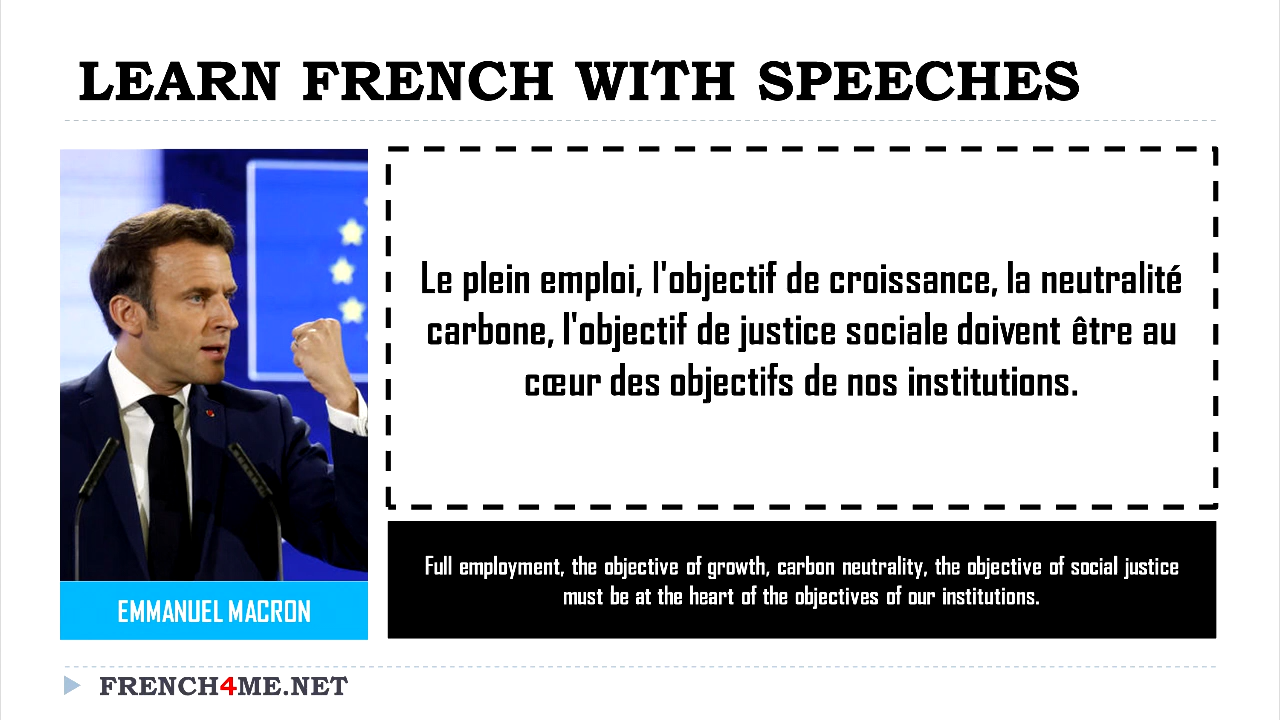 LEARN FRENCH WITH SPEECHES
Le plein emploi, l'objectif de croissance, la neutralité
carbone, l'objectif de justice sociale doivent être au
cœur des objectifs de nos institutions.
Full employment, the objective of growth, carbon neutrality, the objective of social justice
must be at the heart of the objectives of our institutions.
EMMANUEL MACRON
FRENCH4ME.NET